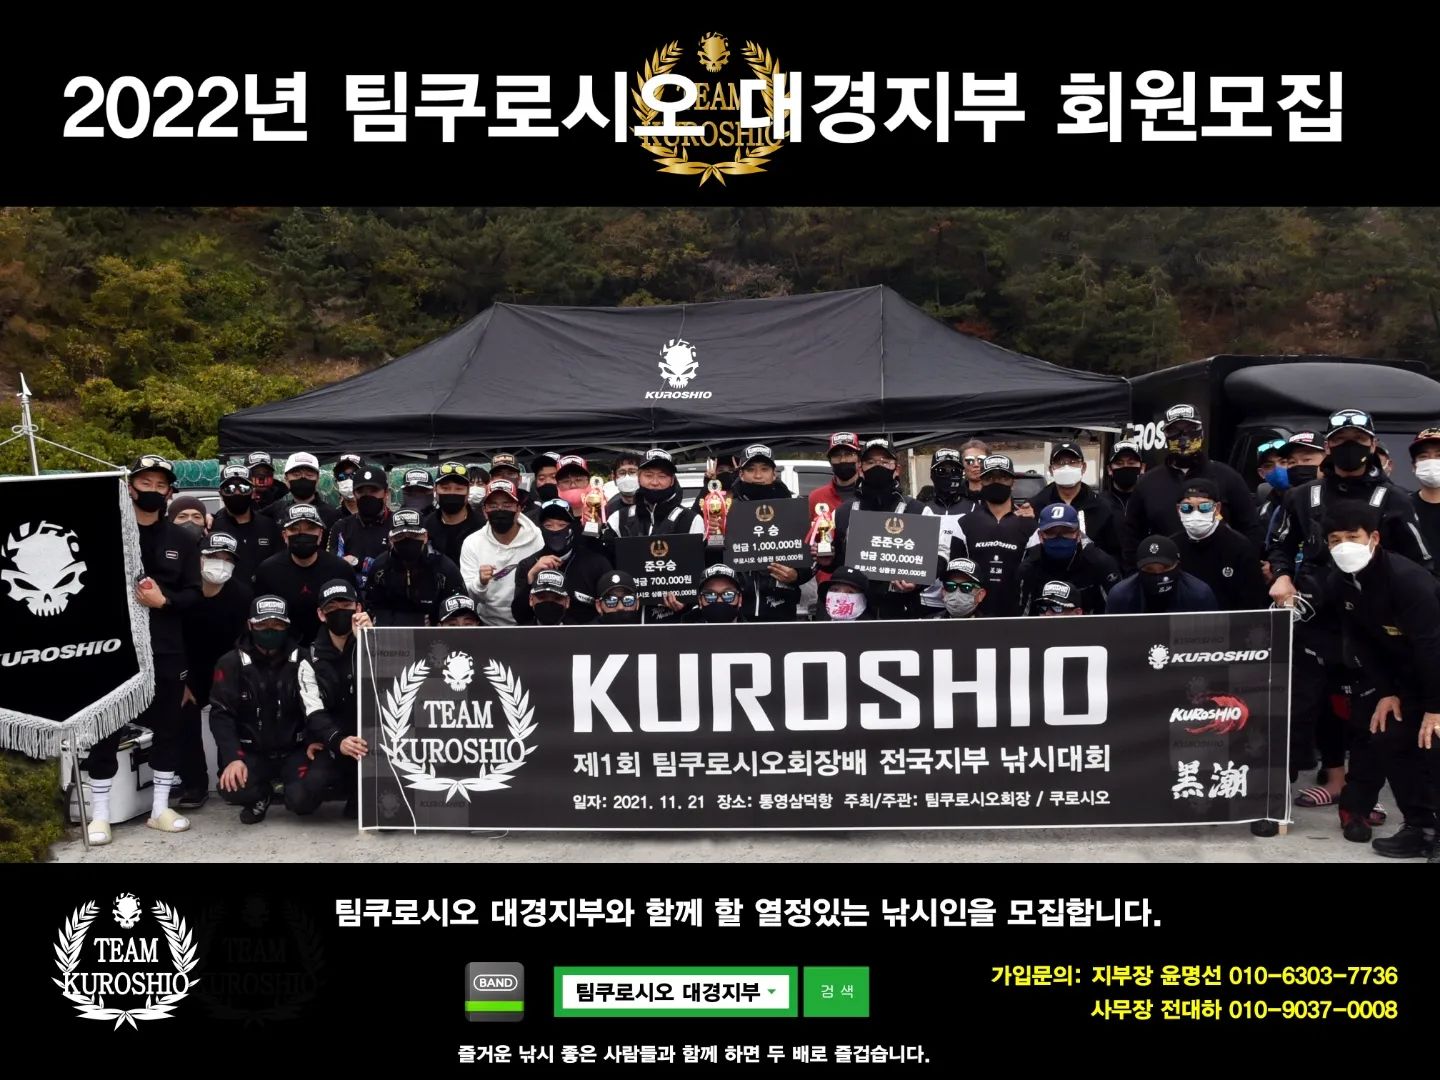 2022년 팀쿠로시오 대경지부 회원모집
TEAM
KUROSHIO
KUROSHIO
KUROSHIO
우 승
현금 1,000,000원
쿠로시오 상품권 500,000원
준우승
현금 700,000원
준준우승
현금 300,000원
쿠로시오 상품권 200,000원
KUROSHIO
TEAM
KUROSHIO
KUROSHIO
제1회 팀쿠로시오회장배 전국지부 낚시대회
일자: 2021. 11. 21 장소: 통영삼덕항 주최/주관: 팀쿠로시오회장 / 쿠로시오
KUROSHIO
KUROSHIO
黒潮
TEAM
KUROSHIO
팀쿠로시오 대경지부와 함께 할 열정있는 낚시인을 모집합니다.
BAND
팀쿠로시오 대경지부
검 색
가입문의: 지부장 윤명선 010-6303-7736
사무장 전대하 010-9037-0008
즐거운 낚시 좋은 사람들과 함께 하면 두 배로 즐겁습니다.